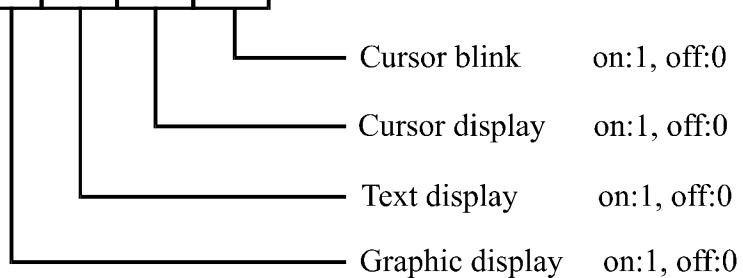 Cursor blink on:1, off:0
Cursor display on:1, off:0
Text display on:1, off:0
Graphic display on:1, off:0